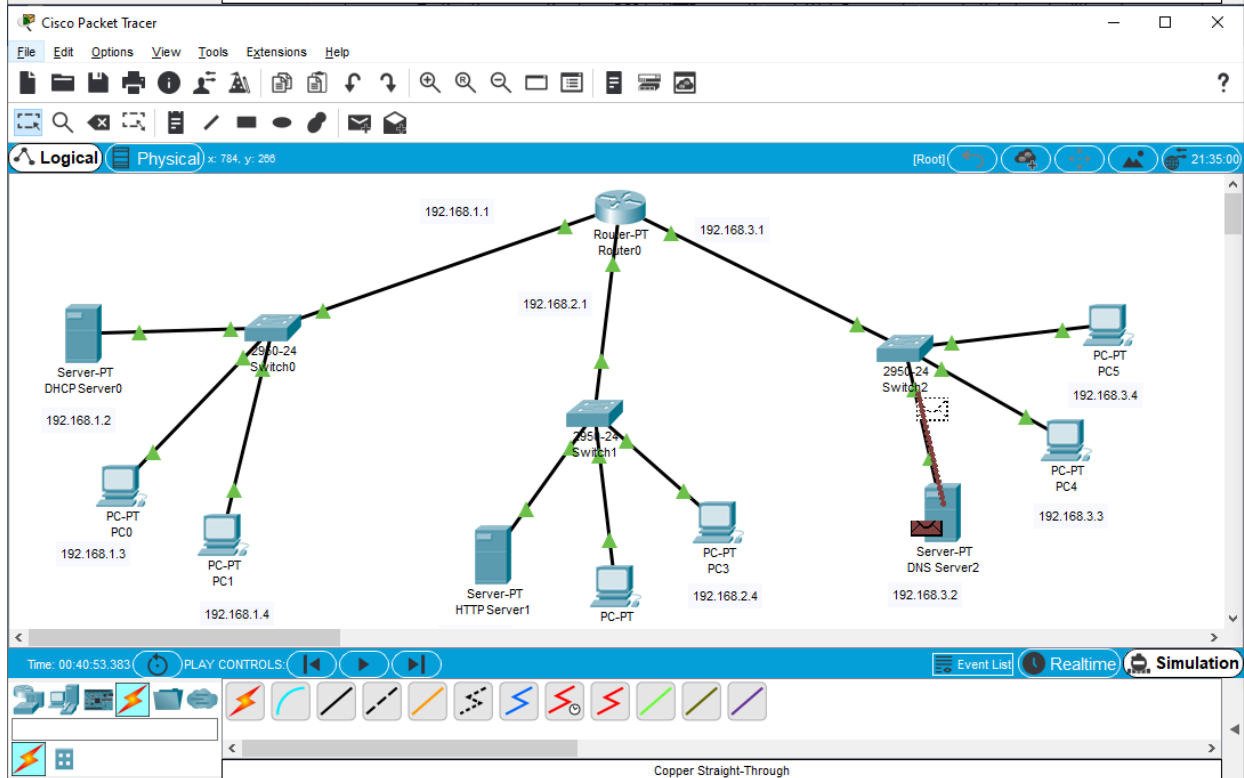 Cisco Packet Tracer
File Edit Options View Tools Extensions Help
?
Logical Physical x: 784, y: 266 [Root] 21:35:00
192.168.1.1
Router-PT
Router0
192.168.3.1
192.168.2.1
Server-PT
DHCP Server0
192.168.1.2
2950-24
Switch0
2950-24
Switch2
PC-PT
PC5
192.168.3.4
2950-24
Switch1
PC-PT
PC4
192.168.3.3
PC-PT
PC0
192.168.1.3
PC-PT
PC1
192.168.1.4
Server-PT
HTTP Server1
PC-PT
PC-PT
PC3
192.168.2.4
Server-PT
DNS Server2
192.168.3.2
Time: 00:40:53.383 PLAY CONTROLS: Event List Realtime Simulation
Copper Straight-Through